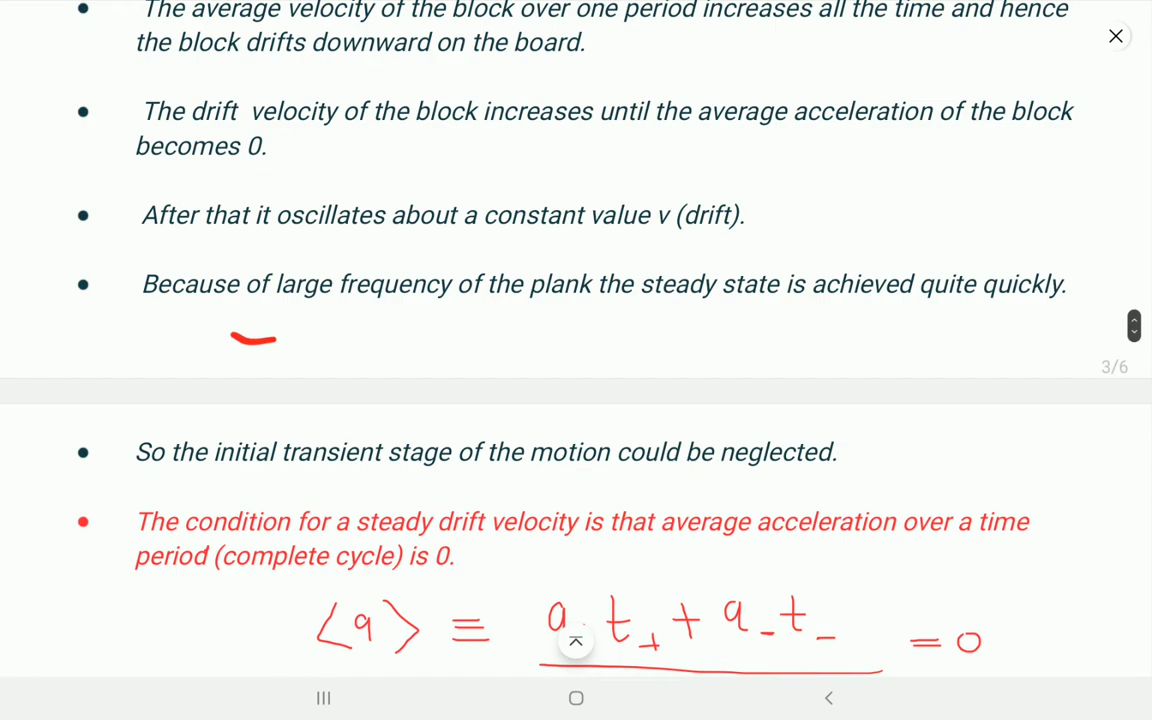 The average velocity of the block over one period increases all the time and hence
the block drifts downward on the board.
The drift velocity of the block increases until the average acceleration of the block
becomes 0.
After that it oscillates about a constant value v (drift).
Because of large frequency of the plank the steady state is achieved quite quickly.
3/6
So the initial transient stage of the motion could be neglected.
The condition for a steady drift velocity is that average acceleration over a time
period (complete cycle) is 0.
<a> ≡ a t+ + a- t- = 0